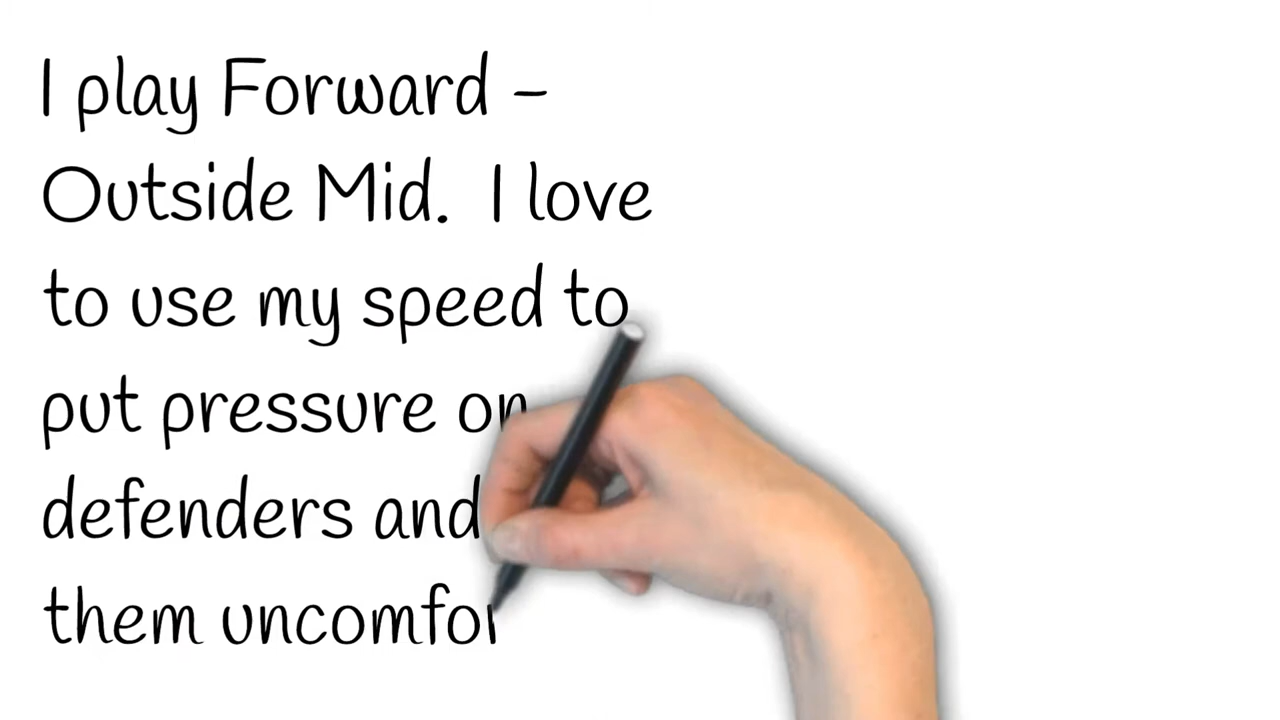 I play Forward -
Outside Mid. I love
to use my speed to
put pressure on
defenders and
them uncomfor